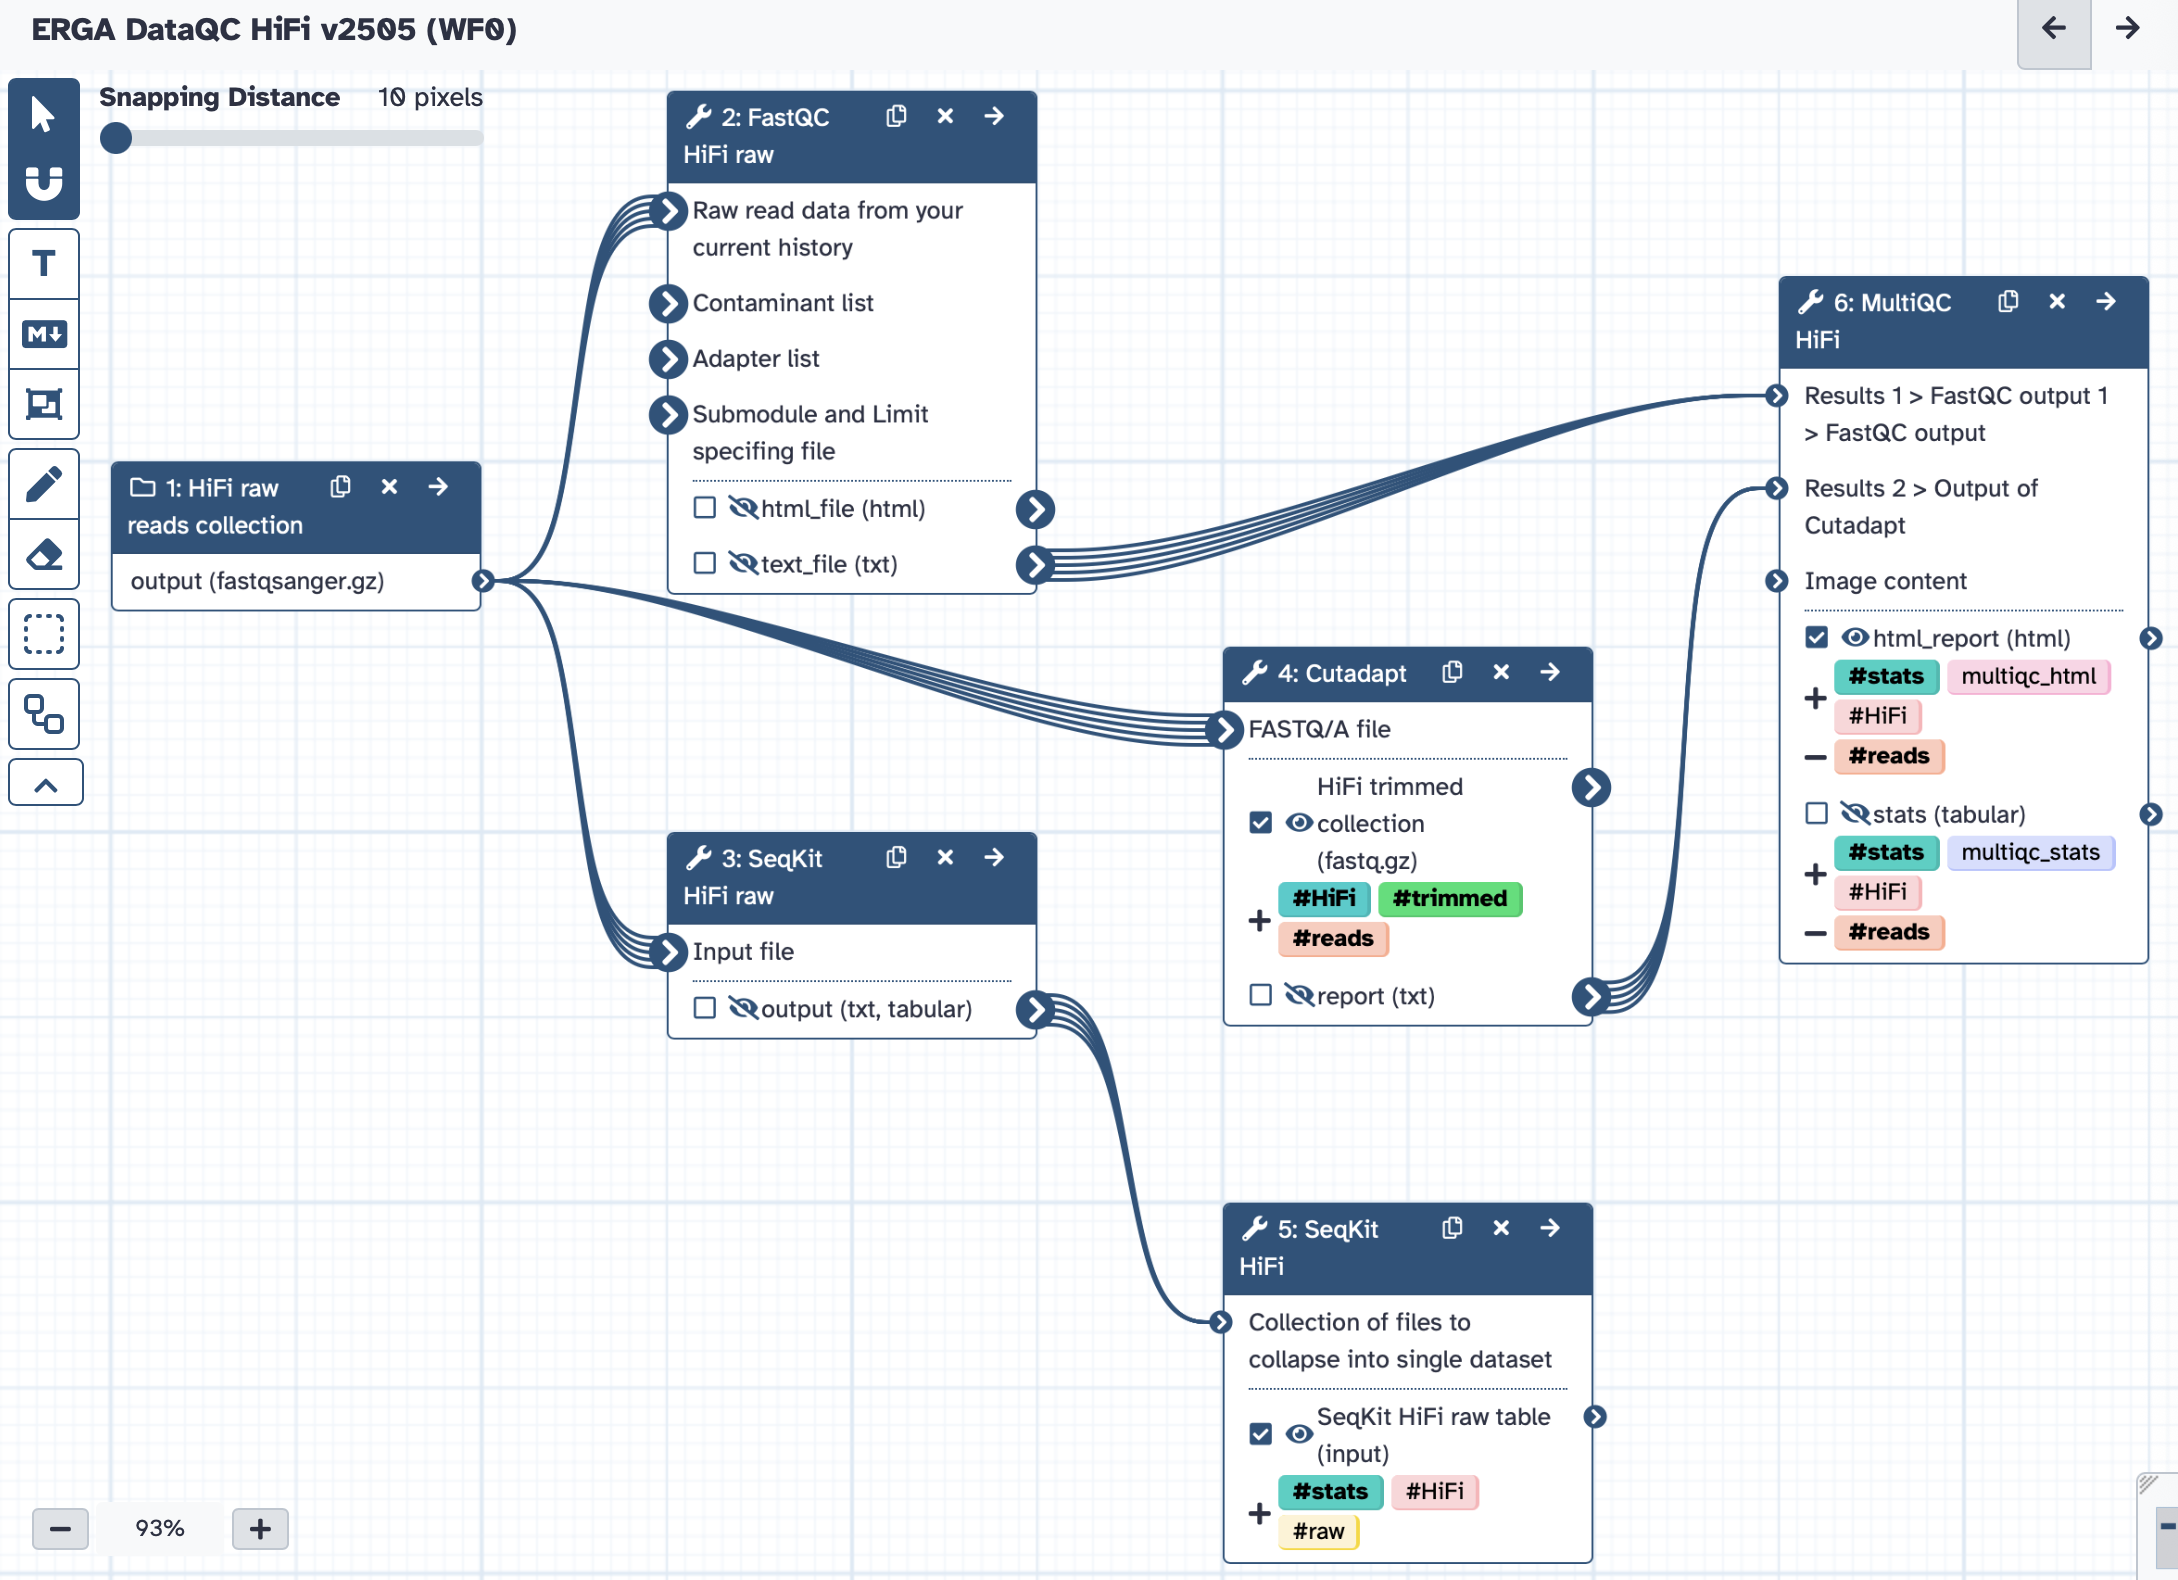 ERGA DataQC HiFi v2505 (WF0)
Snapping Distance 10 pixels
T
M
1: HiFi raw
reads collection
output (fastqsanger.gz)
2: FastQC
HiFi raw
Raw read data from your
current history
Contaminant list
Adapter list
Submodule and Limit
specifing file
html_file (html)
text_file (txt)
3: SeqKit
HiFi raw
Input file
output (txt, tabular)
4: Cutadapt
FASTQ/A file
HiFi trimmed
collection
(fastq.gz)
#HiFi #trimmed
#reads
report (txt)
5: SeqKit
HiFi
Collection of files to
collapse into single dataset
SeqKit HiFi raw table
(input)
#stats #HiFi
#raw
6: MultiQC
HiFi
Results 1 > FastQC output 1
> FastQC output
Results 2 > Output of
Cutadapt
Image content
html_report (html)
#stats multiqc_html
#HiFi
#reads
stats (tabular)
#stats multiqc_stats
#HiFi
#reads
93%